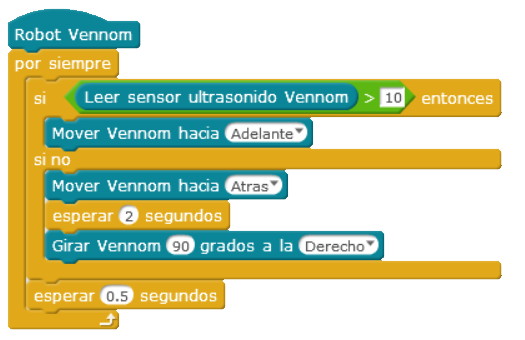 Robot Vennom
por siempre
si Leer sensor ultrasonido Vennom > 10 entonces
Mover Vennom hacia Adelante
si no
Mover Vennom hacia Atras
esperar 2 segundos
Girar Vennom 90 grados a la Derecho
esperar 0.5 segundos